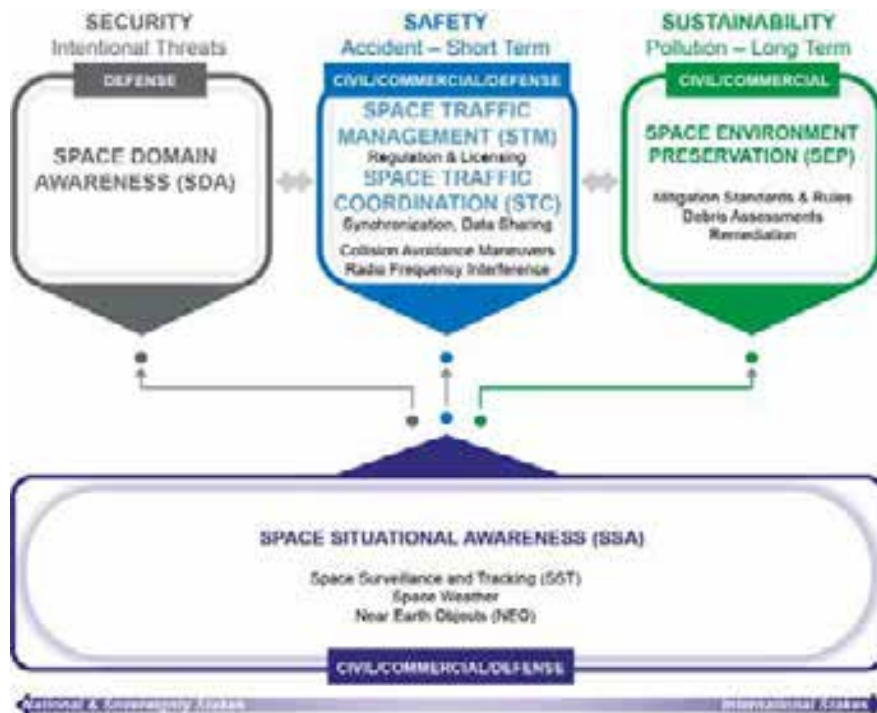 SECURITY
Intentional Threats
DEFENSE
SPACE DOMAIN
AWARENESS (SDA)
SAFETY
Accident – Short Term
CIVIL/COMMERCIAL/DEFENSE
SPACE TRAFFIC
MANAGEMENT (STM)
Regulation & Licensing
SPACE TRAFFIC
COORDINATION (STC)
Synchronization, Data Sharing
Collision Avoidance Maneuvers
Radio Frequency Interference
SUSTAINABILITY
Pollution – Long Term
CIVIL/COMMERCIAL
SPACE ENVIRONMENT
PRESERVATION (SEP)
Mitigation Standards & Rules
Debris Assessments
Remediation
SPACE SITUATIONAL AWARENESS (SSA)
Space Surveillance and Tracking (SST)
Space Weather
Near Earth Objects (NEO)
CIVIL/COMMERCIAL/DEFENSE
National & Sovereignty Stakes
International Stakes